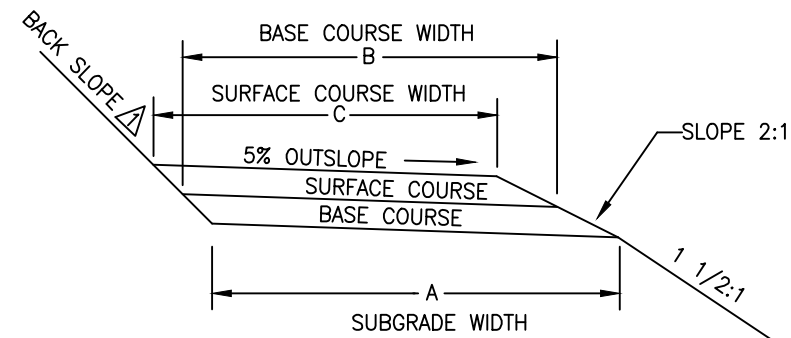 BACK SLOPE 1
BASE COURSE WIDTH
B
SURFACE COURSE WIDTH
C
SLOPE 2:1
5% OUTSLOPE
SURFACE COURSE
BASE COURSE
1 1/2:1
A
SUBGRADE WIDTH